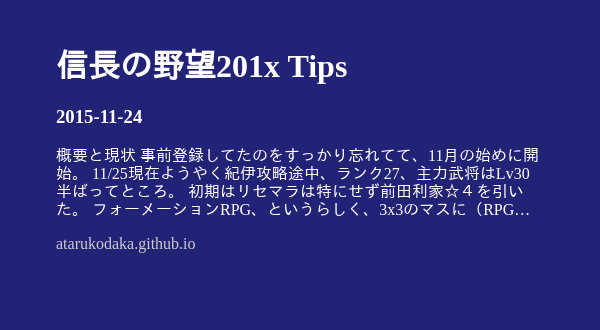 信長の野望201x Tips
2015-11-24
概要と現状 事前登録してたのをすっかり忘れてて、11月の始めに開
始。 11/25現在ようやく紀伊攻略途中、ランク27、主力武将はLv30
半ばってところ。 初期はリセマラは特にせず前田利家☆４を引い
た。 フォーメーションRPG、というらしく、3x3のマスに（RPG…
atarukodaka.github.io